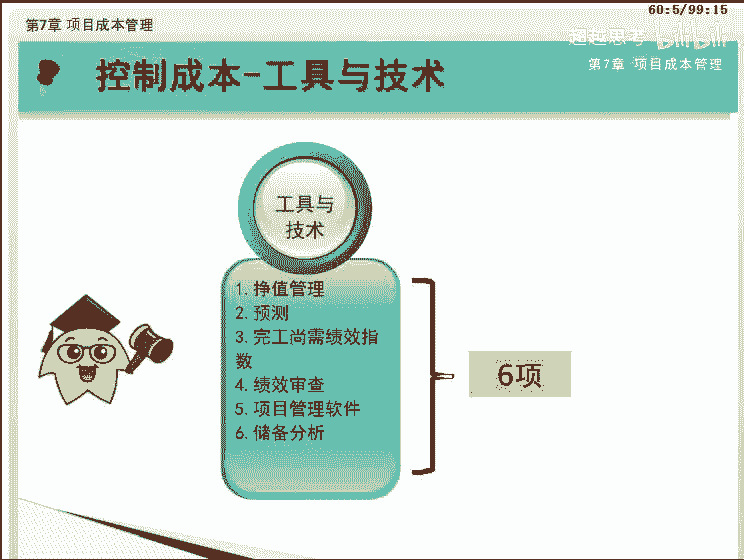 60:5/99:15
第7章 项目成本管理
超越思考 bilibili
第7章 项目成本管理
控制成本-工具与技术
工具与
技术
1. 挣值管理
2. 预测
3. 完工尚需绩效指
数
4. 绩效审查
5. 项目管理软件
6. 储备分析
6项